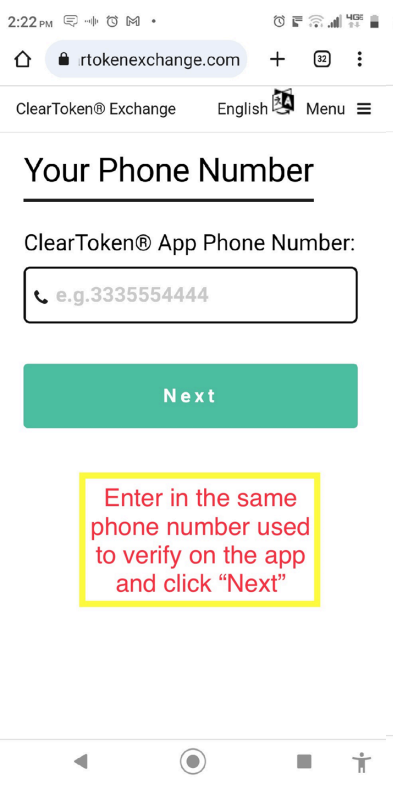 2:22 PM 4GE
rtokenexchange.com 32
ClearToken® Exchange English Menu
Your Phone Number
ClearToken® App Phone Number:
e.g.3335554444
Next
Enter in the same
phone number used
to verify on the app
and click “Next”